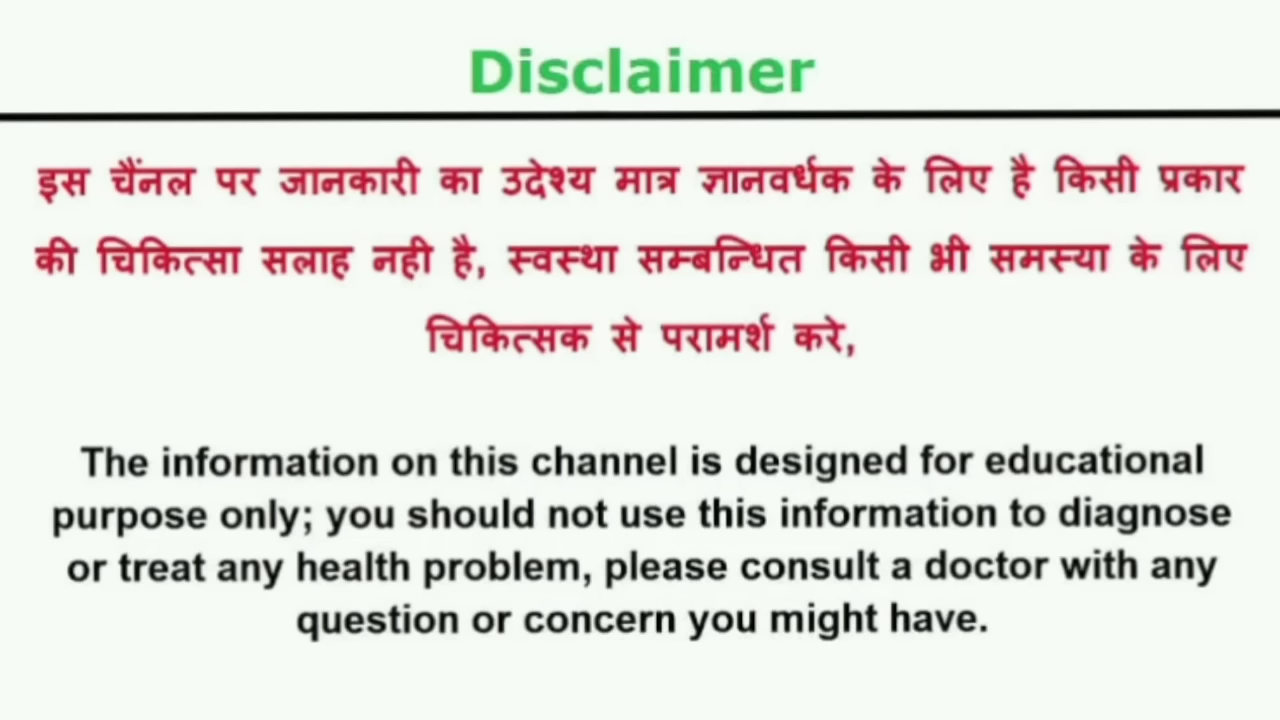 Disclaimer
इस चैंनल पर जानकारी का उदेश्य मात्र ज्ञानवर्धक के लिए है किसी प्रकार
की चिकित्सा सलाह नही है, स्वस्था सम्बन्धित किसी भी समस्या के लिए
चिकित्सक से परामर्श करे,
The information on this channel is designed for educational
purpose only; you should not use this information to diagnose
or treat any health problem, please consult a doctor with any
question or concern you might have.